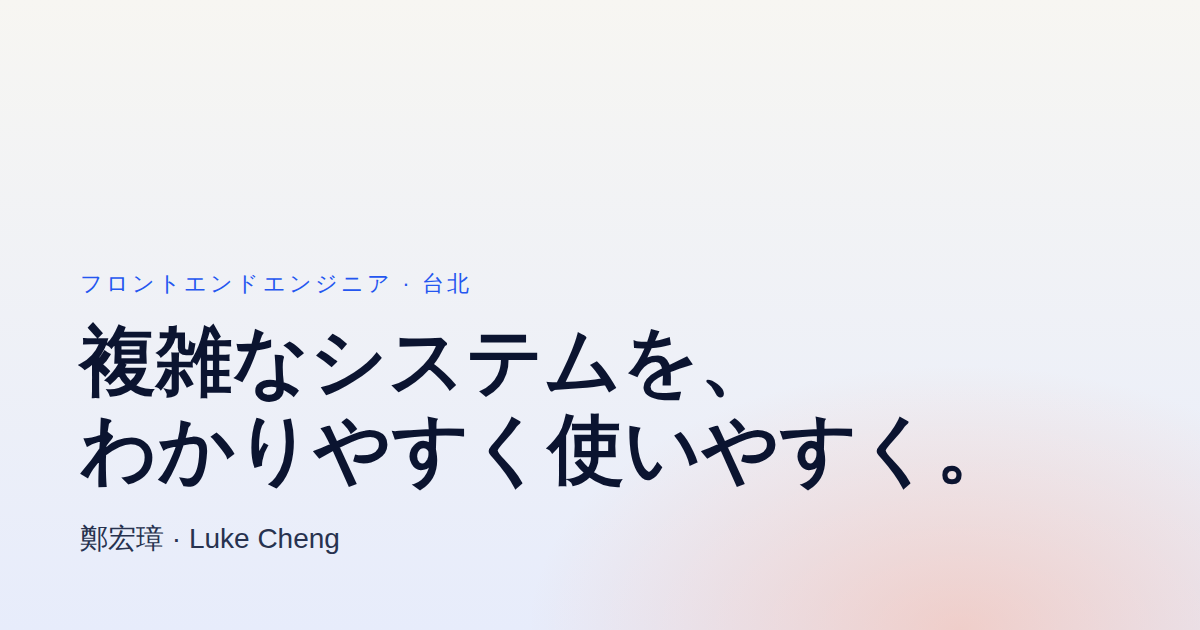 フロントエンドエンジニア · 台北
複雑なシステムを、
わかりやすく使いやすく。
鄭宏璋 · Luke Cheng